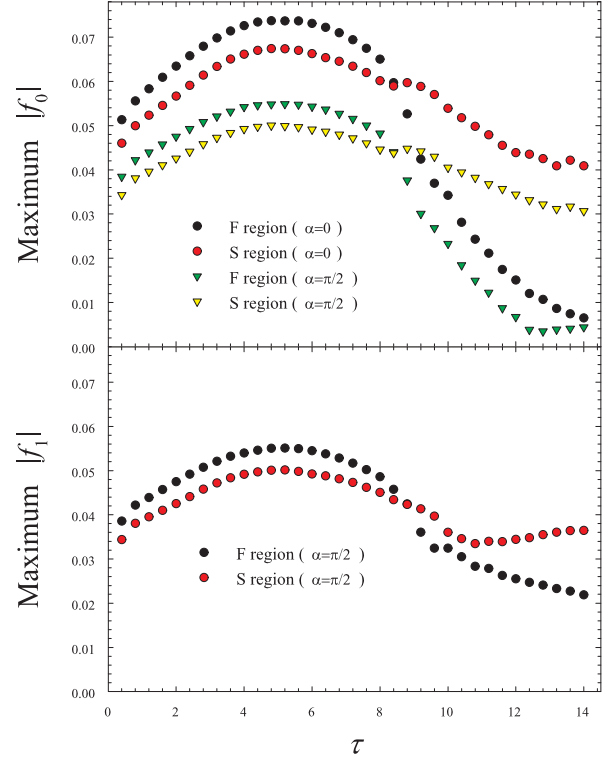 Maximum |f₀|
0.07
0.06
0.05
0.04
0.03
0.02
0.01
0.00
F region ( α=0)
S region ( α=0)
F region ( α=π/2)
S region ( α=π/2)
Maximum |f₁|
0.07
0.06
0.05
0.04
0.03
0.02
0.01
0.00
F region ( α=π/2)
S region ( α=π/2)
0 2 4 6 8 10 12 14
τ